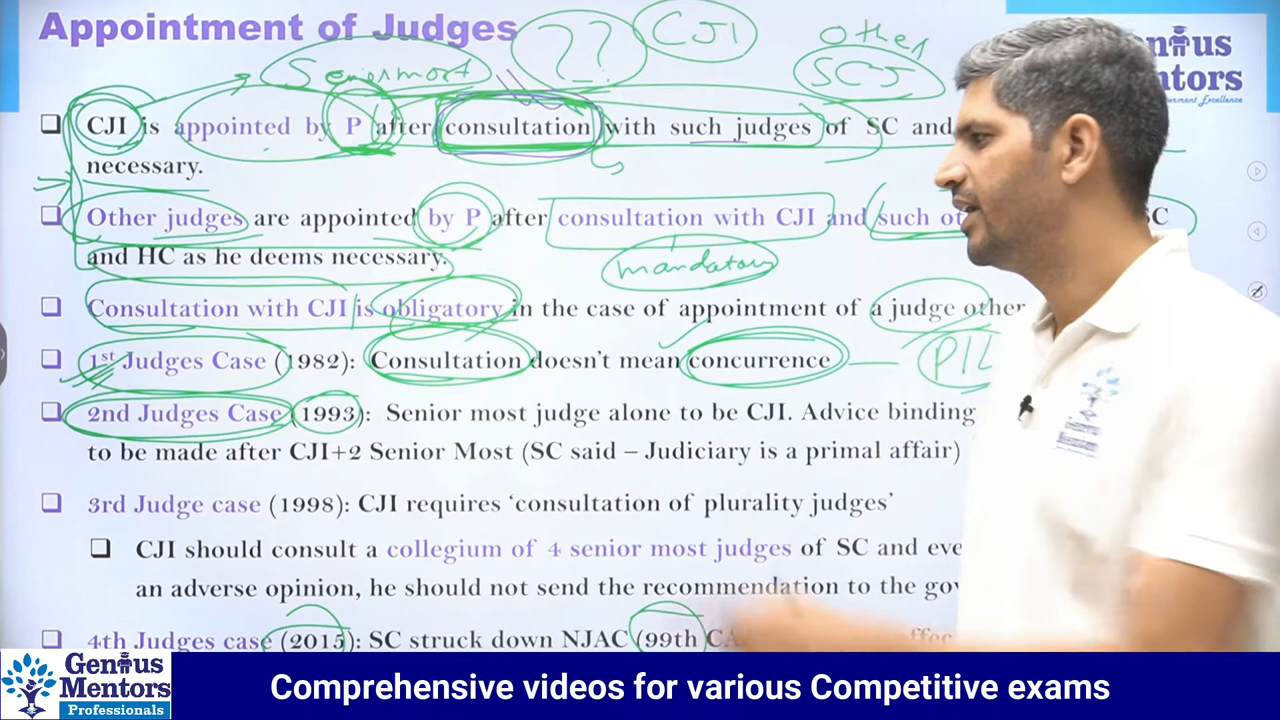 Appointment of Judges
?? CJI Other
Seniormost SCJ
Genius
Mentors
CJI is appointed by P after consultation with such judges of SC and
necessary.
Other judges are appointed by P after consultation with CJI and such ot SC
and HC as he deems necessary.
mandatory
Consultation with CJI is obligatory in the case of appointment of a judge other
1st Judges Case (1982): Consultation doesn't mean concurrence — PIL
2nd Judges Case (1993): Senior most judge alone to be CJI. Advice binding
to be made after CJI+2 Senior Most (SC said – Judiciary is a primal affair)
3rd Judge case (1998): CJI requires 'consultation of plurality judges'
CJI should consult a collegium of 4 senior most judges of SC and eve
an adverse opinion, he should not send the recommendation to the gov
4th Judges case (2015): SC struck down NJAC (99th CA
Genius
Mentors
Professionals
Comprehensive videos for various Competitive exams